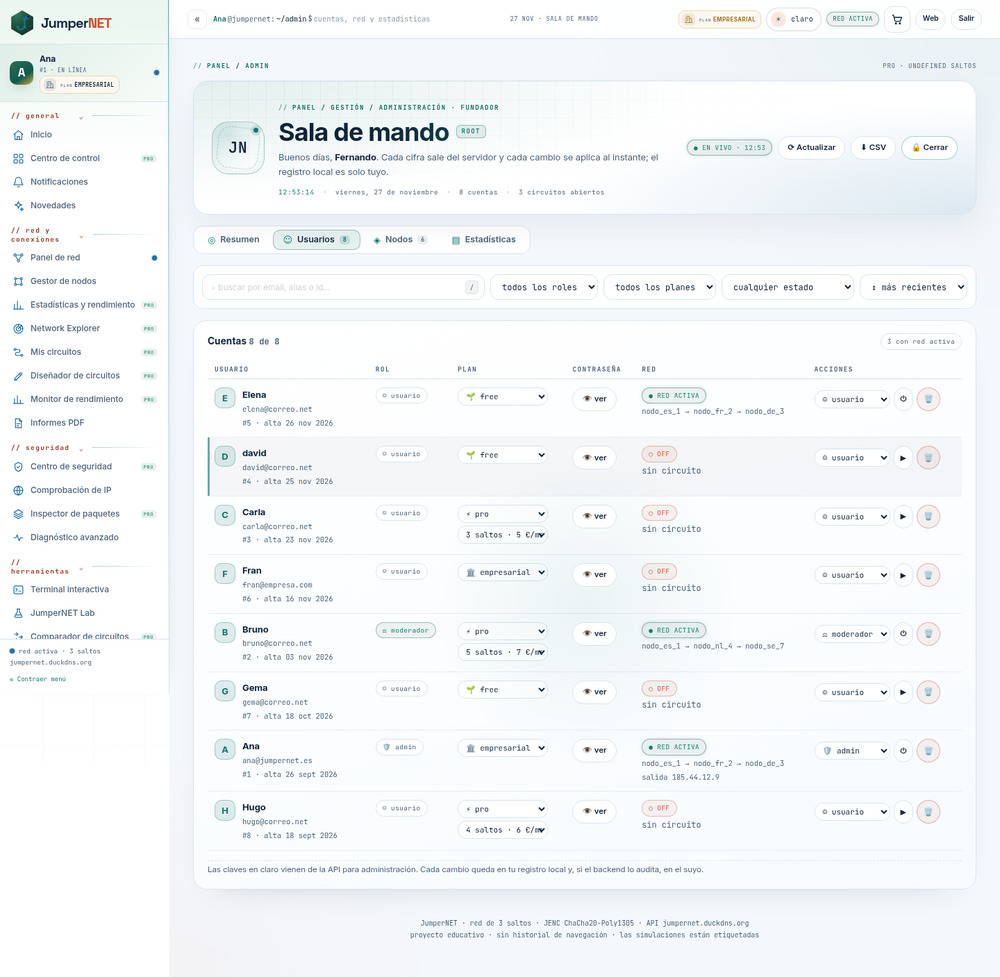 JumperNET
« Ana@jumpernet:~/admin$ cuentas, red y estadísticas
27 NOV · SALA DE MANDO
PLAN EMPRESARIAL
claro
RED ACTIVA
Web
Salir
A
Ana
#1 · EN LÍNEA
PLAN EMPRESARIAL
// general
Inicio
Centro de control PRO
Notificaciones
Novedades
// red y conexiones
Panel de red
Gestor de nodos
Estadísticas y rendimiento PRO
Network Explorer PRO
Mis circuitos PRO
Diseñador de circuitos PRO
Monitor de rendimiento PRO
Informes PDF
// seguridad
Centro de seguridad PRO
Comprobación de IP
Inspector de paquetes PRO
Diagnóstico avanzado
// herramientas
Terminal interactiva
JumperNET Lab
Comparador de circuitos PRO
red activa · 3 saltos
jumpernet.duckdns.org
« Contraer menú
// PANEL / ADMIN
PRO · UNDEFINED SALTOS
JN
// PANEL / GESTIÓN / ADMINISTRACIÓN · FUNDADOR
Sala de mando ROOT
Buenos días, Fernando. Cada cifra sale del servidor y cada cambio se aplica al instante; el
registro local es solo tuyo.
12:53:14 · viernes, 27 de noviembre · 8 cuentas · 3 circuitos abiertos
● EN VIVO · 12:53
⟳ Actualizar
⬇ CSV
🔒 Cerrar
◎ Resumen
☺ Usuarios 8
◈ Nodos 6
▤ Estadísticas
⌕ buscar por email, alias o id... /
todos los roles
todos los planes
cualquier estado
↕ más recientes
Cuentas 8 de 8
3 con red activa
USUARIO ROL PLAN CONTRASEÑA RED ACCIONES
E
Elena
elena@correo.net
#5 · alta 26 nov 2026
☺ usuario
🌱 free
👁 ver
● RED ACTIVA
nodo_es_1 → nodo_fr_2 → nodo_de_3
☺ usuario
D
david
david@correo.net
#4 · alta 25 nov 2026
☺ usuario
🌱 free
👁 ver
○ OFF
sin circuito
☺ usuario
C
Carla
carla@correo.net
#3 · alta 23 nov 2026
☺ usuario
⚡ pro
3 saltos · 5 €/m
👁 ver
○ OFF
sin circuito
☺ usuario
F
Fran
fran@empresa.com
#6 · alta 16 nov 2026
☺ usuario
🏛 empresarial
👁 ver
○ OFF
sin circuito
☺ usuario
B
Bruno
bruno@correo.net
#2 · alta 03 nov 2026
⚖ moderador
⚡ pro
5 saltos · 7 €/m
👁 ver
● RED ACTIVA
nodo_es_1 → nodo_nl_4 → nodo_se_7
⚖ moderador
G
Gema
gema@correo.net
#7 · alta 18 oct 2026
☺ usuario
🌱 free
👁 ver
○ OFF
sin circuito
☺ usuario
A
Ana
ana@jumpernet.es
#1 · alta 26 sept 2026
🛡 admin
🏛 empresarial
👁 ver
● RED ACTIVA
nodo_es_1 → nodo_fr_2 → nodo_de_3
salida 185.44.12.9
🛡 admin
H
Hugo
hugo@correo.net
#8 · alta 18 sept 2026
☺ usuario
⚡ pro
4 saltos · 6 €/m
👁 ver
○ OFF
sin circuito
☺ usuario
Las claves en claro vienen de la API para administración. Cada cambio queda en tu registro local y, si el backend lo audita, en el suyo.
JumperNET · red de 3 saltos · JENC ChaCha20-Poly1305 · API jumpernet.duckdns.org
proyecto educativo · sin historial de navegación · las simulaciones están etiquetadas